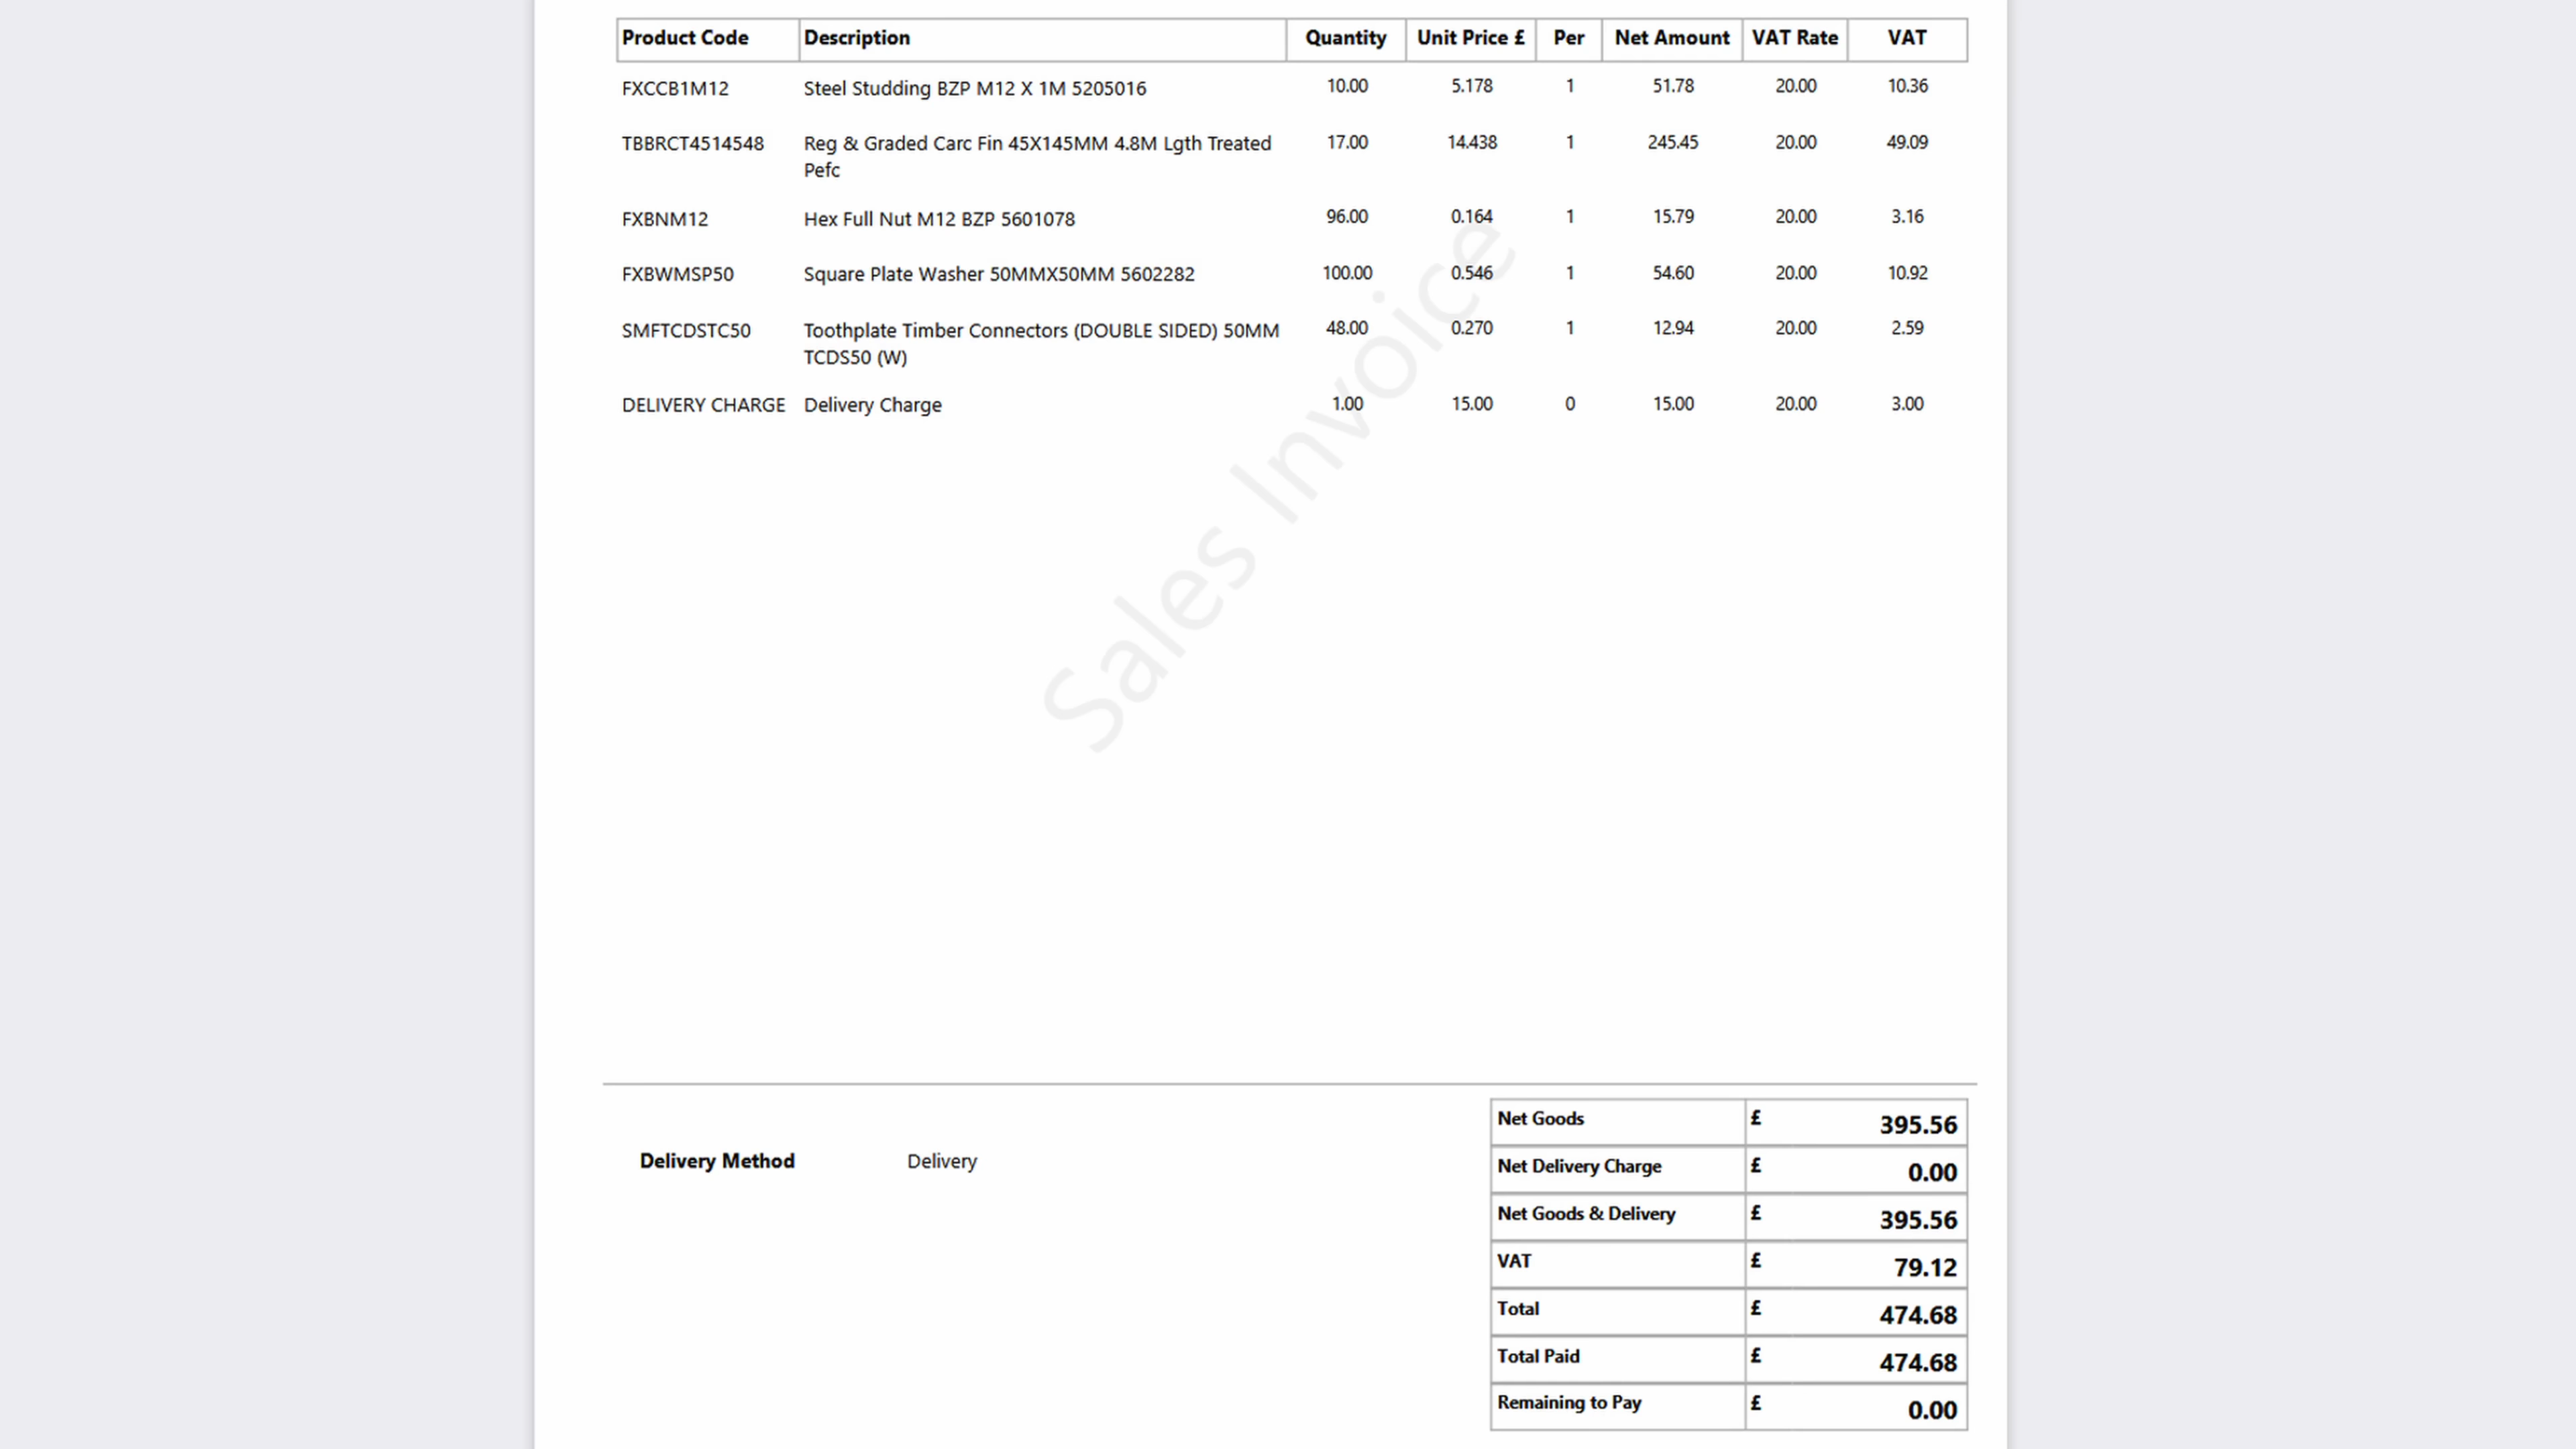 Product Code Description Quantity Unit Price £ Per Net Amount VAT Rate VAT
FXCCB1M12 Steel Studding BZP M12 X 1M 5205016 10.00 5.178 1 51.78 20.00 10.36
TBBRCT4514548 Reg & Graded Carc Fin 45X145MM 4.8M Lgth Treated 17.00 14.438 1 245.45 20.00 49.09
Pefc
FXBNM12 Hex Full Nut M12 BZP 5601078 96.00 0.164 1 15.79 20.00 3.16
FXBWMSP50 Square Plate Washer 50MMX50MM 5602282 100.00 0.546 1 54.60 20.00 10.92
SMFTCDSTC50 Toothplate Timber Connectors (DOUBLE SIDED) 50MM 48.00 0.270 1 12.94 20.00 2.59
TCDS50 (W)
DELIVERY CHARGE Delivery Charge 1.00 15.00 0 15.00 20.00 3.00
Sales Invoice
Delivery Method Delivery
Net Goods £ 395.56
Net Delivery Charge £ 0.00
Net Goods & Delivery £ 395.56
VAT £ 79.12
Total £ 474.68
Total Paid £ 474.68
Remaining to Pay £ 0.00